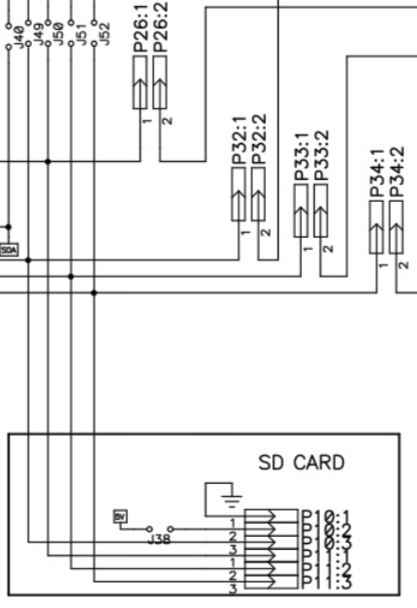 J40
J49
J50
J51
J52
P26:1
P26:2
1
2
P32:1
P32:2
1
2
P33:1
P33:2
1
2
P34:1
P34:2
1
2
SDA
SD CARD
5V
J38
1
2
3
1
2
3
P10:1
P10:2
P10:3
P11:1
P11:2
P11:3